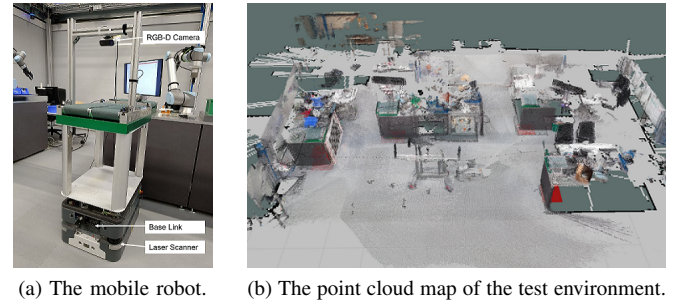 RGB-D Camera
Base Link
Laser Scanner
(a) The mobile robot.
(b) The point cloud map of the test environment.